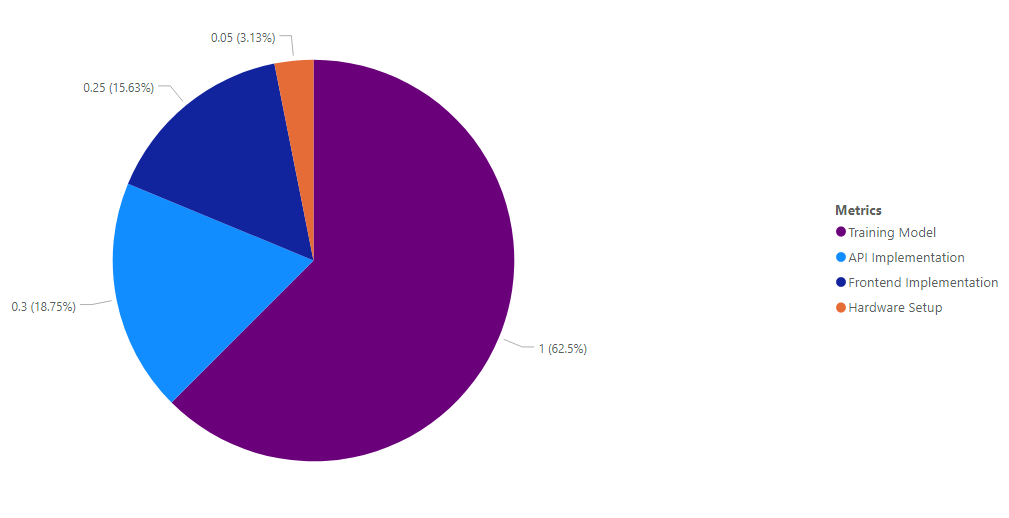 0.05 (3.13%)
0.25 (15.63%)
0.3 (18.75%)
1 (62.5%)
Metrics
Training Model
API Implementation
Frontend Implementation
Hardware Setup